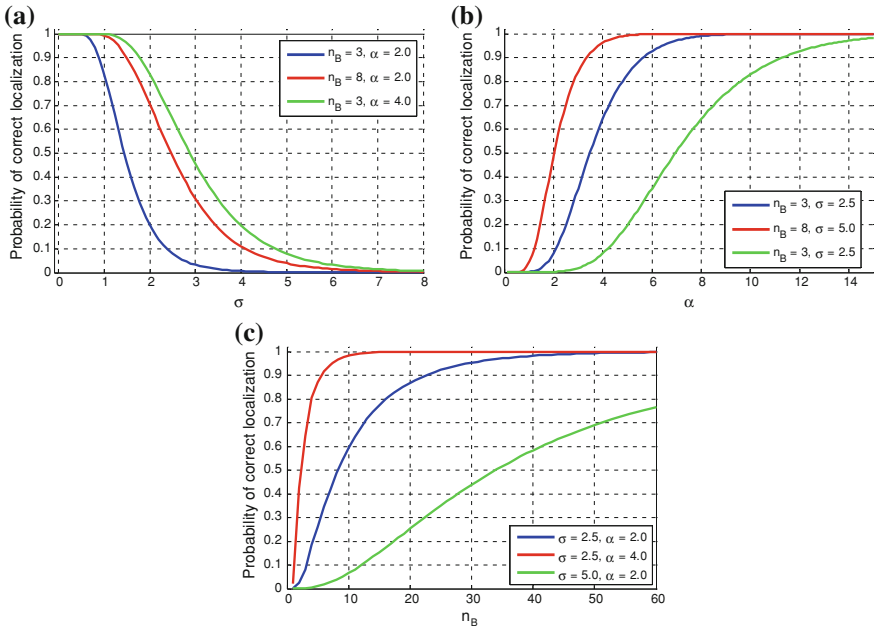 (a)
Probability of correct localization
1
0.9
0.8
0.7
0.6
0.5
0.4
0.3
0.2
0.1
0
0 1 2 3 4 5 6 7 8
σ
n_B = 3, α = 2.0
n_B = 8, α = 2.0
n_B = 3, α = 4.0
(b)
Probability of correct localization
1
0.9
0.8
0.7
0.6
0.5
0.4
0.3
0.2
0.1
0
0 2 4 6 8 10 12 14
α
n_B = 3, σ = 2.5
n_B = 8, σ = 5.0
n_B = 3, σ = 2.5
(c)
Probability of correct localization
1
0.9
0.8
0.7
0.6
0.5
0.4
0.3
0.2
0.1
0
0 10 20 30 40 50 60
n_B
σ = 2.5, α = 2.0
σ = 2.5, α = 4.0
σ = 5.0, α = 2.0